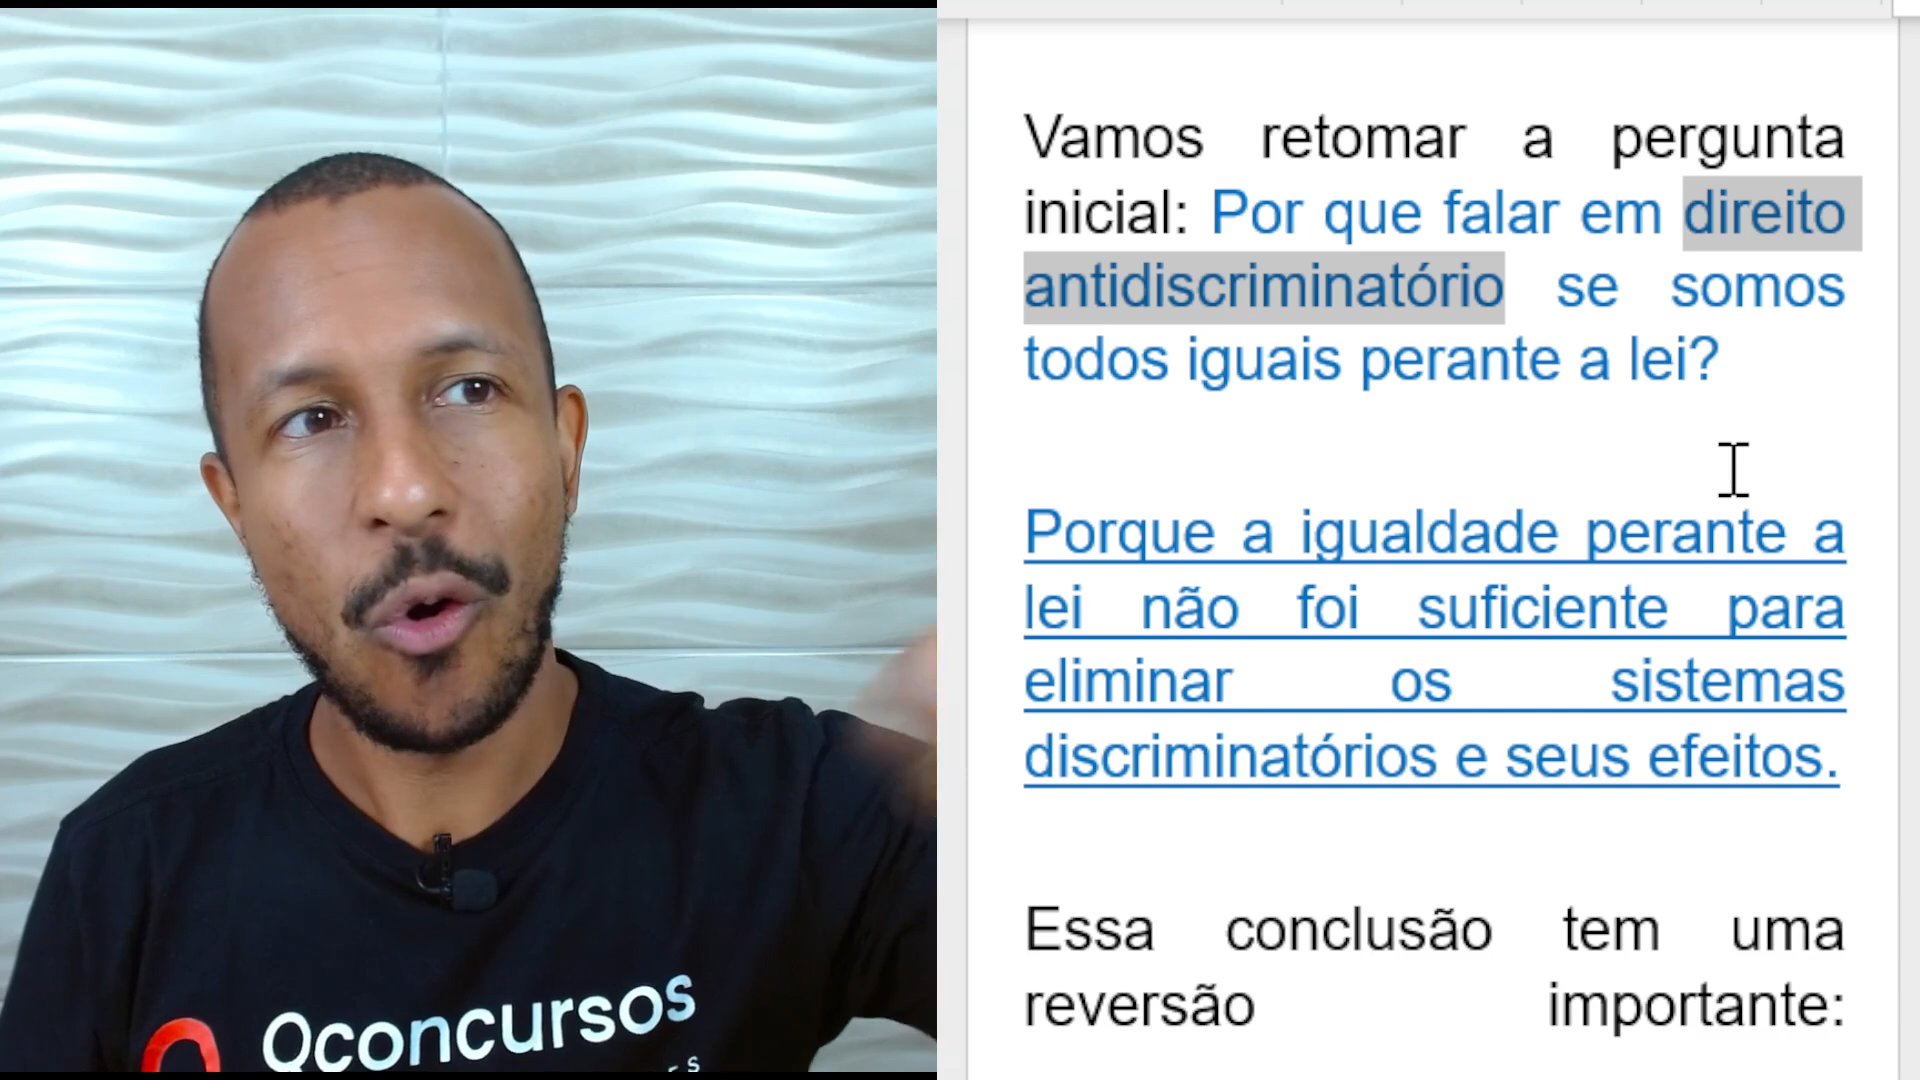 Vamos retomar a pergunta
inicial: Por que falar em direito
antidiscriminatório se somos
todos iguais perante a lei?
Porque a igualdade perante a
lei não foi suficiente para
eliminar os sistemas
discriminatórios e seus efeitos.
Essa conclusão tem uma
reversão importante:
Qconcursos